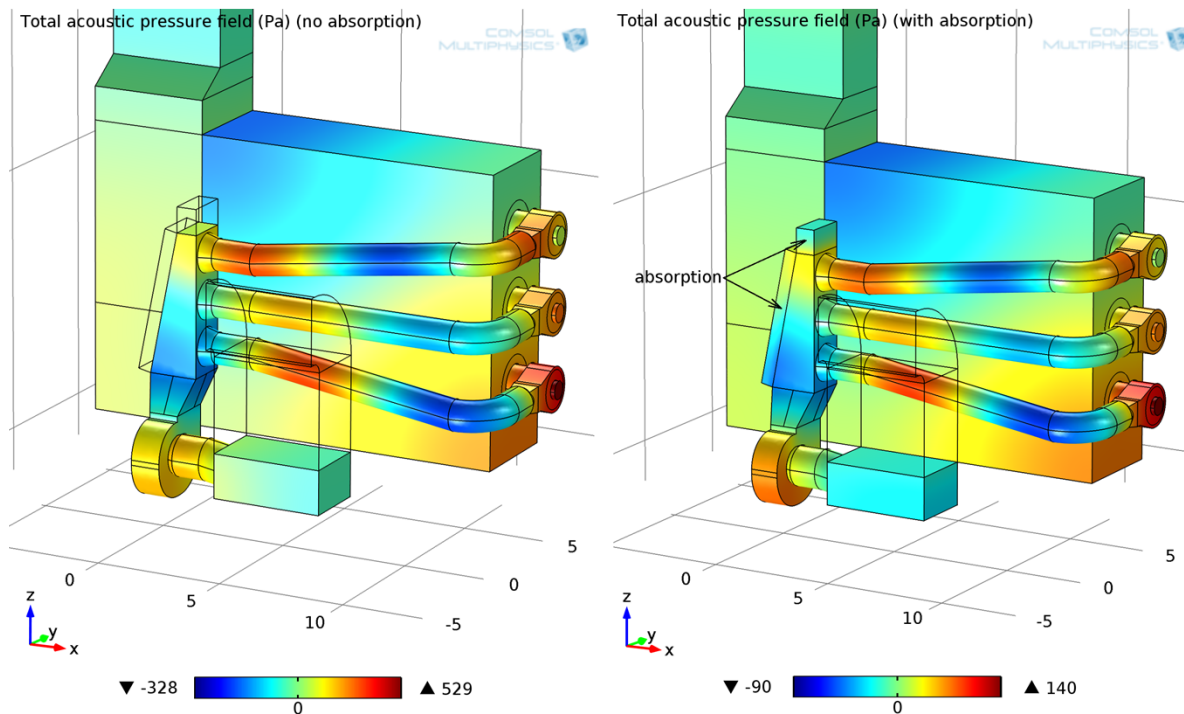 Total acoustic pressure field (Pa) (no absorption)
COMSOL
MULTIPHYSICS
0
5
10
-5
0
5
z
y
x
▼ -328
0
▲ 529
Total acoustic pressure field (Pa) (with absorption)
COMSOL
MULTIPHYSICS
absorption
0
5
10
-5
0
5
z
y
x
▼ -90
0
▲ 140